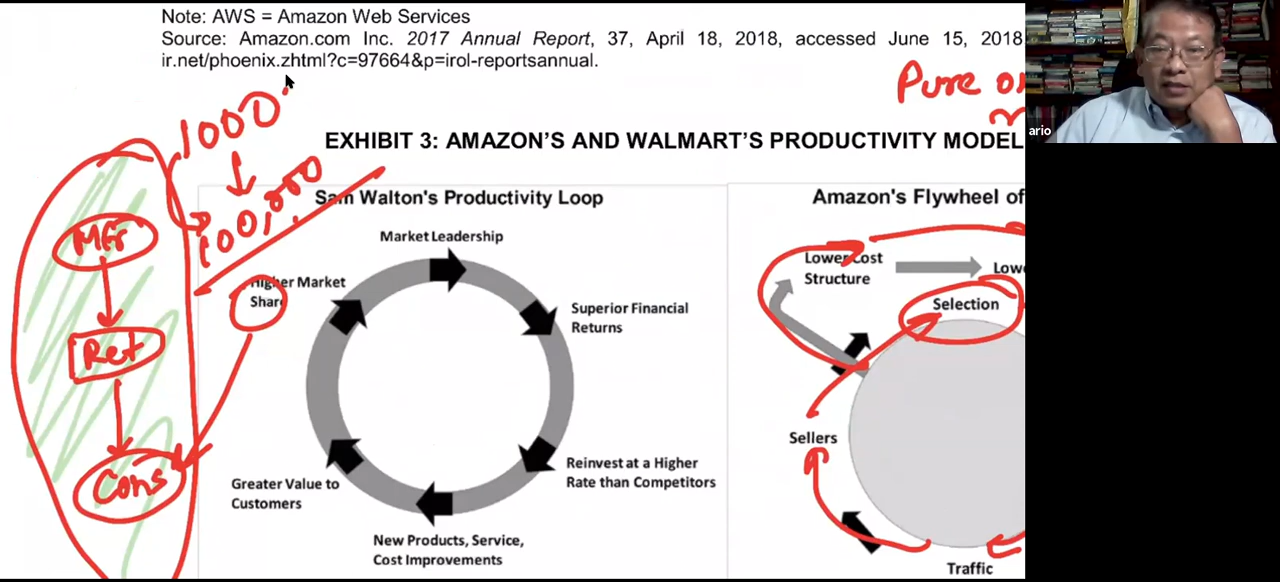 Note: AWS = Amazon Web Services
Source: Amazon.com Inc. 2017 Annual Report, 37, April 18, 2018, accessed June 15, 2018
ir.net/phoenix.zhtml?c=97664&p=irol-reportsannual.
Pure
ario
1000
100,000
EXHIBIT 3: AMAZON'S AND WALMART'S PRODUCTIVITY MODEL
Mfr
Ret
Cons
Sam Walton's Productivity Loop
Market Leadership
Higher Market
Share
Superior Financial
Returns
Greater Value to
Customers
Reinvest at a Higher
Rate than Competitors
New Products, Service,
Cost Improvements
Amazon's Flywheel of
Lower Cost
Structure
Selection
Sellers
Traffic